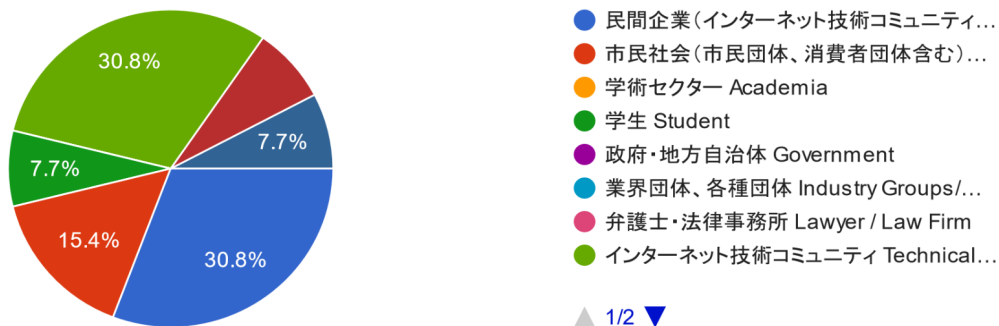 30.8%
7.7%
7.7%
15.4%
30.8%
民間企業（インターネット技術コミュニティ…
市民社会（市民団体、消費者団体含む）…
学術セクター Academia
学生 Student
政府・地方自治体 Government
業界団体、各種団体 Industry Groups/…
弁護士・法律事務所 Lawyer / Law Firm
インターネット技術コミュニティ Technical…
1/2